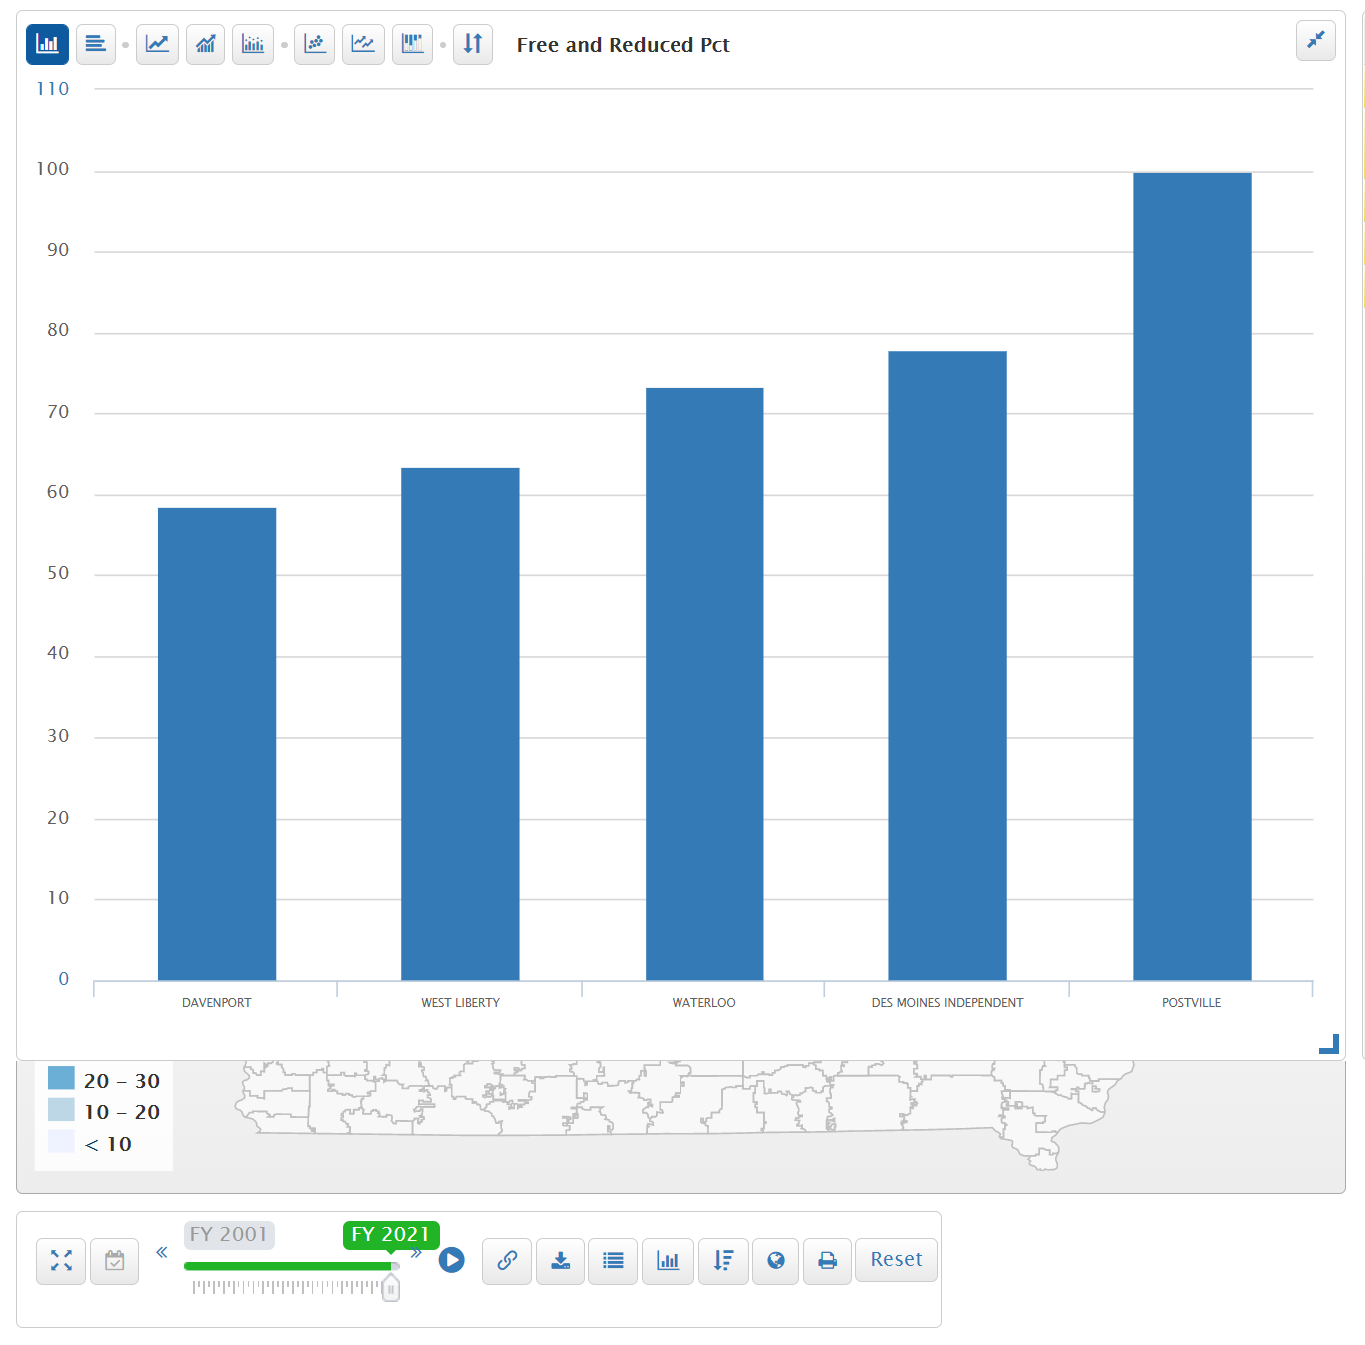 Free and Reduced Pct
110
100
90
80
70
60
50
40
30
20
10
0
DAVENPORT
WEST LIBERTY
WATERLOO
DES MOINES INDEPENDENT
POSTVILLE
20 – 30
10 – 20
< 10
FY 2001
FY 2021
«
»
Reset